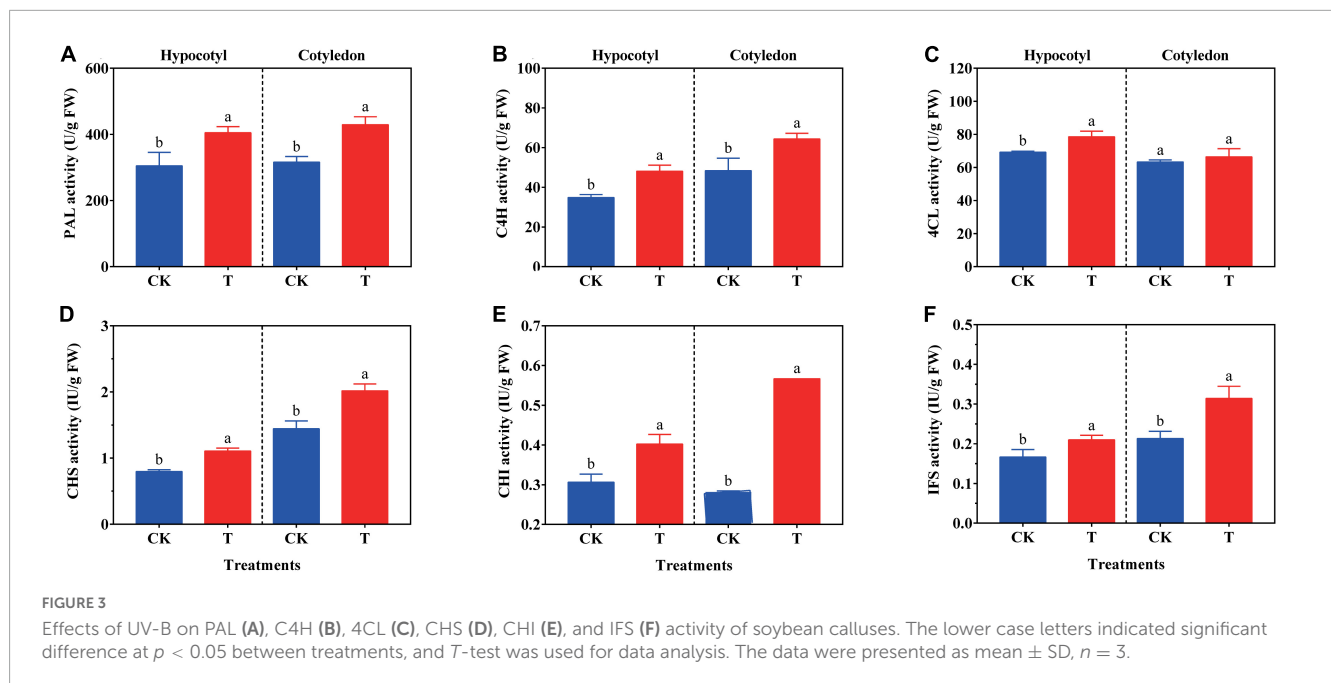 A
Hypocotyl Cotyledon
PAL activity (U/g FW)
600
400
200
0
b a b a
CK T CK T
B
Hypocotyl Cotyledon
C4H activity (U/g FW)
100
80
60
40
20
0
b a b a
CK T CK T
C
Hypocotyl Cotyledon
4CL activity (U/g FW)
120
100
80
60
40
20
0
b a a a
CK T CK T
D
CHS activity (IU/g FW)
3
2
1
0
b a b a
CK T CK T
Treatments
E
CHI activity (IU/g FW)
0.7
0.6
0.5
0.4
0.3
0.2
b a b a
CK T CK T
Treatments
F
IFS activity (IU/g FW)
0.5
0.4
0.3
0.2
0.1
0.0
b a b a
CK T CK T
Treatments
FIGURE 3
Effects of UV-B on PAL (A), C4H (B), 4CL (C), CHS (D), CHI (E), and IFS (F) activity of soybean calluses. The lower case letters indicated significant
difference at p < 0.05 between treatments, and T-test was used for data analysis. The data were presented as mean ± SD, n = 3.